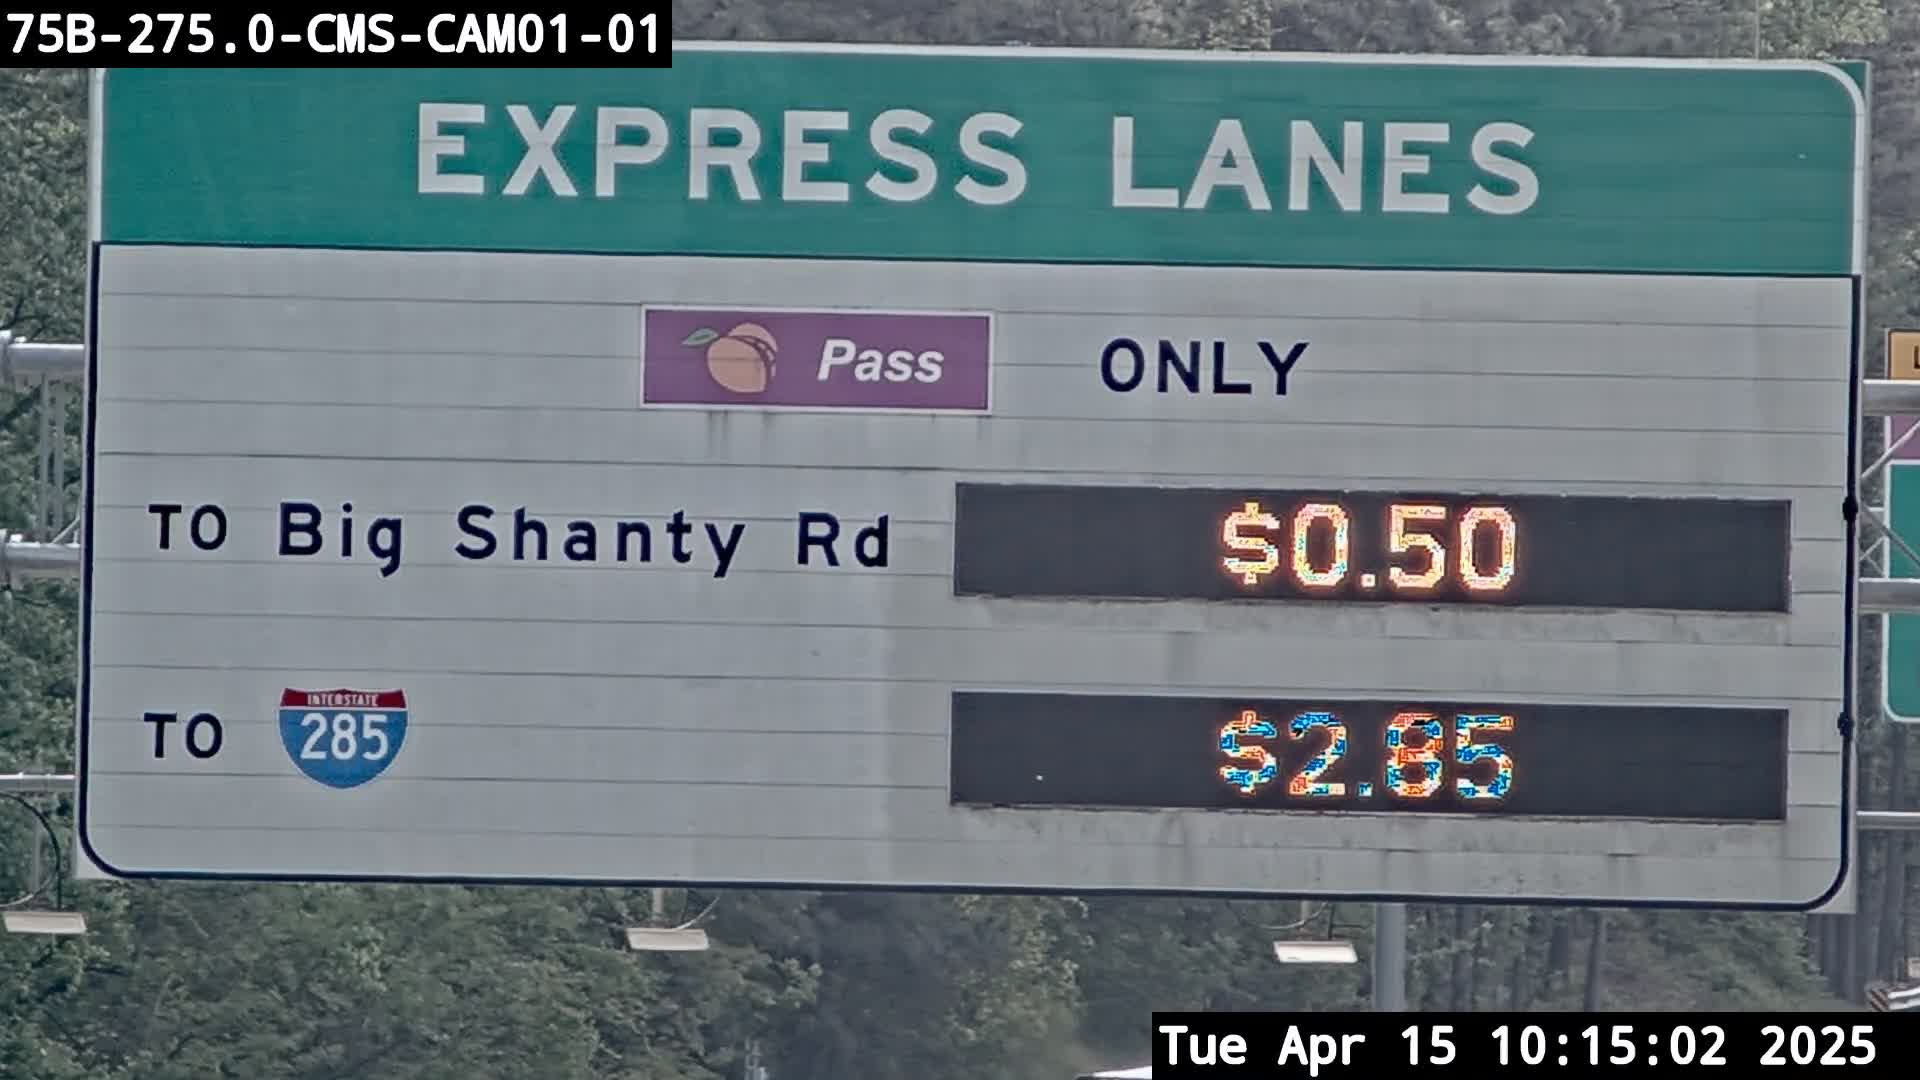 75B-275.0-CMS-CAM01-01
EXPRESS LANES
Pass ONLY
TO Big Shanty Rd $0.50
INTERSTATE
TO 285 $2.85
Tue Apr 15 10:15:02 2025